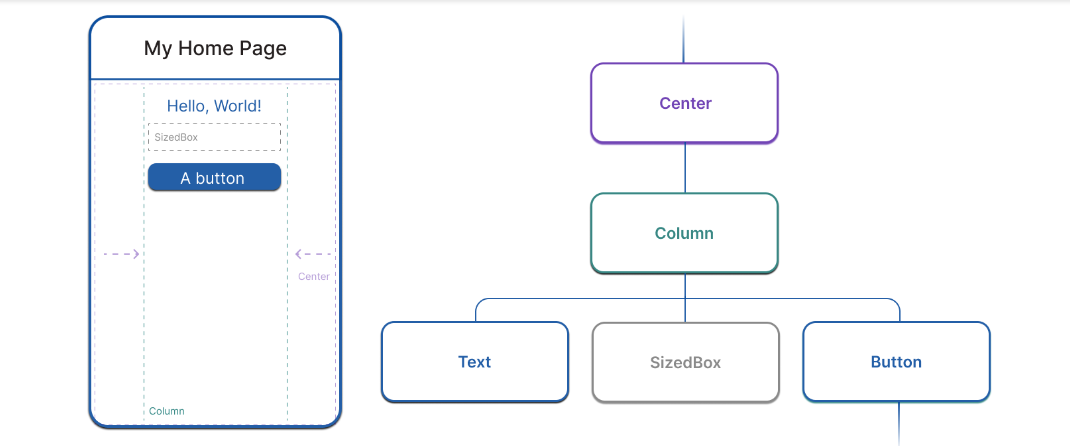 My Home Page
Hello, World!
SizedBox
A button
Center
Column
Center
Column
Text
SizedBox
Button